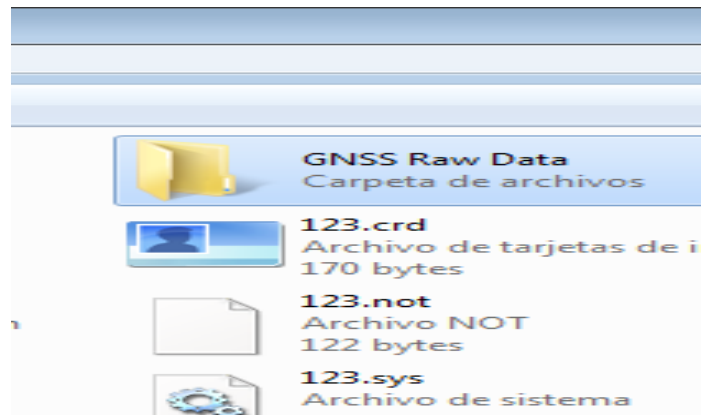 GNSS Raw Data
Carpeta de archivos
123.crd
Archivo de tarjetas de
170 bytes
123.not
Archivo NOT
122 bytes
123.sys
Archivo de sistema